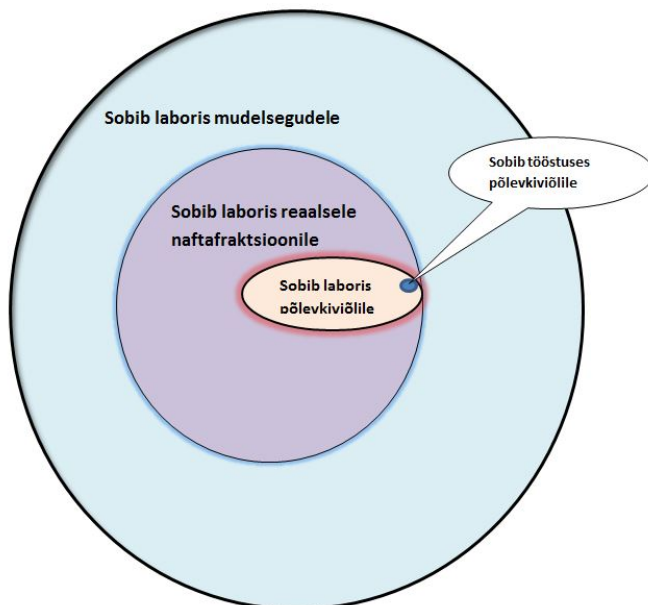 Sobib laboris mudelsegudele
Sobib tööstuses
põlevkiviõlile
Sobib laboris reaalsele
naftafraktsioonile
Sobib laboris
põlevkiviõlile